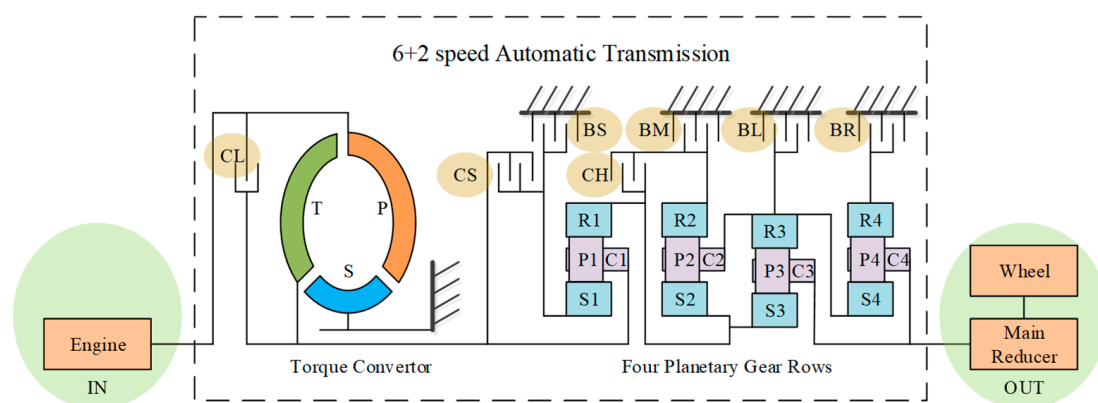 6+2 speed Automatic Transmission
CL
T
P
S
CS
BS
BM
BL
BR
CH
R1
R2
R3
R4
P1
C1
P2
C2
P3
C3
P4
C4
S1
S2
S3
S4
Engine
IN
Torque Convertor
Four Planetary Gear Rows
Wheel
Main
Reducer
OUT